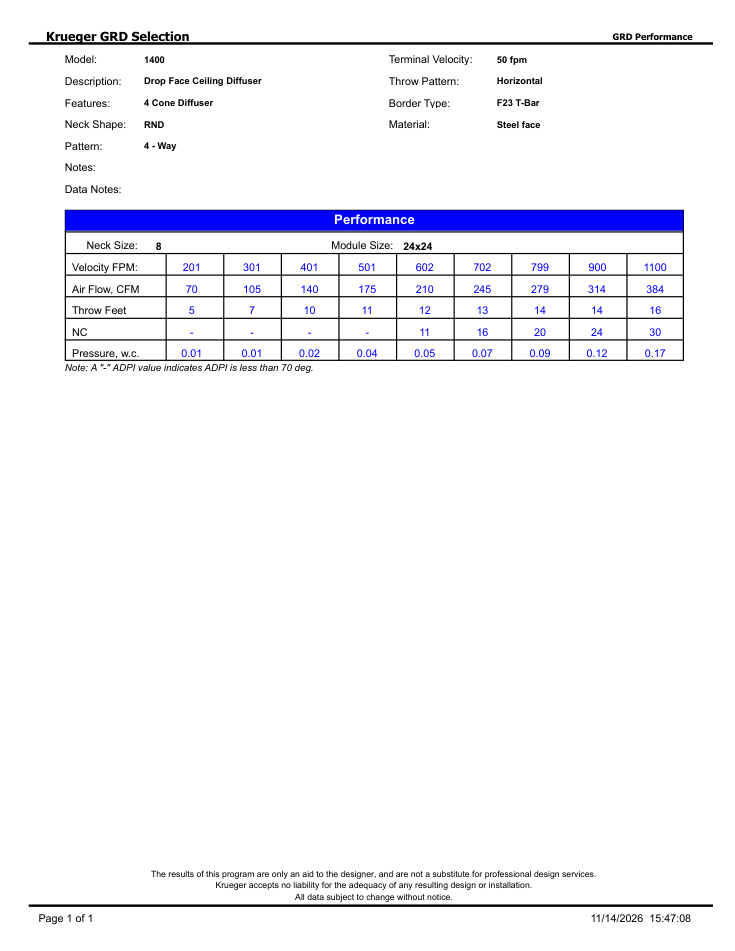 Krueger GRD Selection GRD Performance
Model: 1400 Terminal Velocity: 50 fpm
Description: Drop Face Ceiling Diffuser Throw Pattern: Horizontal
Features: 4 Cone Diffuser Border Type: F23 T-Bar
Neck Shape: RND Material: Steel face
Pattern: 4 - Way
Notes:
Data Notes:
Performance
Neck Size: 8 Module Size: 24x24
Velocity FPM: 201 301 401 501 602 702 799 900 1100
Air Flow, CFM 70 105 140 175 210 245 279 314 384
Throw Feet 5 7 10 11 12 13 14 14 16
NC - - - - 11 16 20 24 30
Pressure, w.c. 0.01 0.01 0.02 0.04 0.05 0.07 0.09 0.12 0.17
Note: A "-" ADPI value indicates ADPI is less than 70 deg.
The results of this program are only an aid to the designer, and are not a substitute for professional design services.
Krueger accepts no liability for the adequacy of any resulting design or installation.
All data subject to change without notice.
Page 1 of 1 11/14/2026 15:47:08